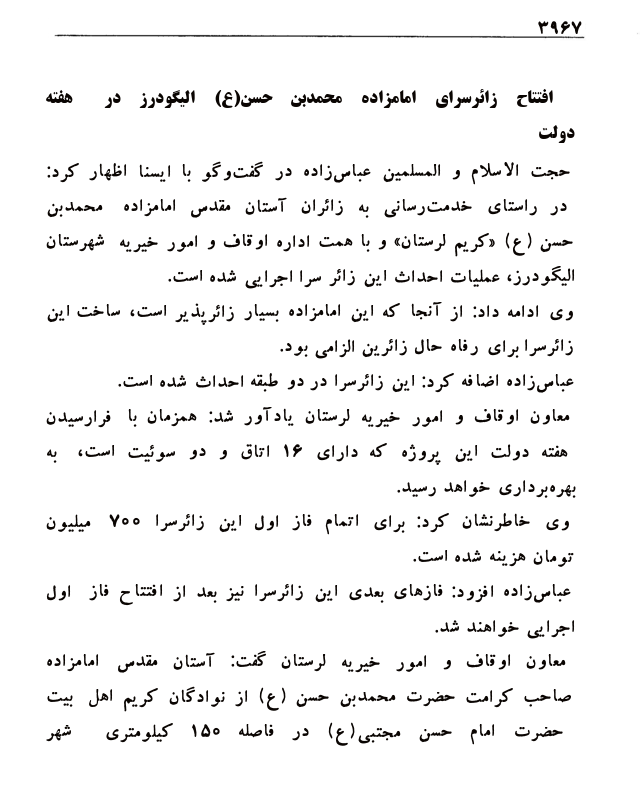 ۳۹۶۷
افتتاح زائرسرای امامزاده محمدبن حسن(ع) الیگودرز در هفته
دولت
حجت الاسلام و المسلمین عباس‌زاده در گفت‌وگو با ایسنا اظهار کرد:
در راستای خدمت‌رسانی به زائران آستان مقدس امامزاده محمدبن
حسن (ع) «کریم لرستان» و با همت اداره اوقاف و امور خیریه شهرستان
الیگودرز، عملیات احداث این زائر سرا اجرایی شده است.
وی ادامه داد: از آنجا که این امامزاده بسیار زائرپذیر است، ساخت این
زائرسرا برای رفاه حال زائرین الزامی بود.
عباس‌زاده اضافه کرد: این زائرسرا در دو طبقه احداث شده است.
معاون اوقاف و امور خیریه لرستان یادآور شد: همزمان با فرارسیدن
هفته دولت این پروژه که دارای ۱۶ اتاق و دو سوئیت است، به
بهره‌برداری خواهد رسید.
وی خاطرنشان کرد: برای اتمام فاز اول این زائرسرا ۷۰۰ میلیون
تومان هزینه شده است.
عباس‌زاده افزود: فازهای بعدی این زائرسرا نیز بعد از افتتاح فاز اول
اجرایی خواهند شد.
معاون اوقاف و امور خیریه لرستان گفت: آستان مقدس امامزاده
صاحب کرامت حضرت محمدبن حسن (ع) از نوادگان کریم اهل بیت
حضرت امام حسن مجتبی(ع) در فاصله ۱۵۰ کیلومتری شهر